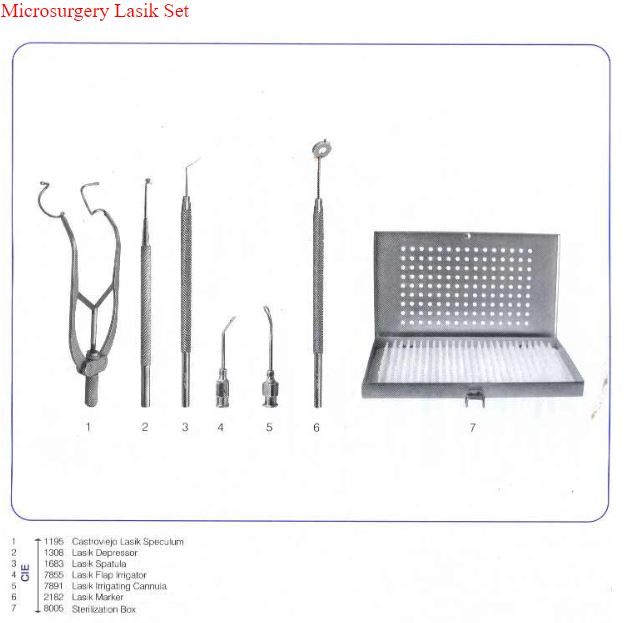 Microsurgery Lasik Set
1 2 3 4 5 6 7
1 1195 Castroviejo Lasik Speculum
2 1308 Lasik Depressor
3 1683 Lasik Spatula
4 7855 Lasik Flap Irrigator
5 7891 Lasik Irrigating Cannula
6 2182 Lasik Marker
7 8005 Sterilization Box
CIE